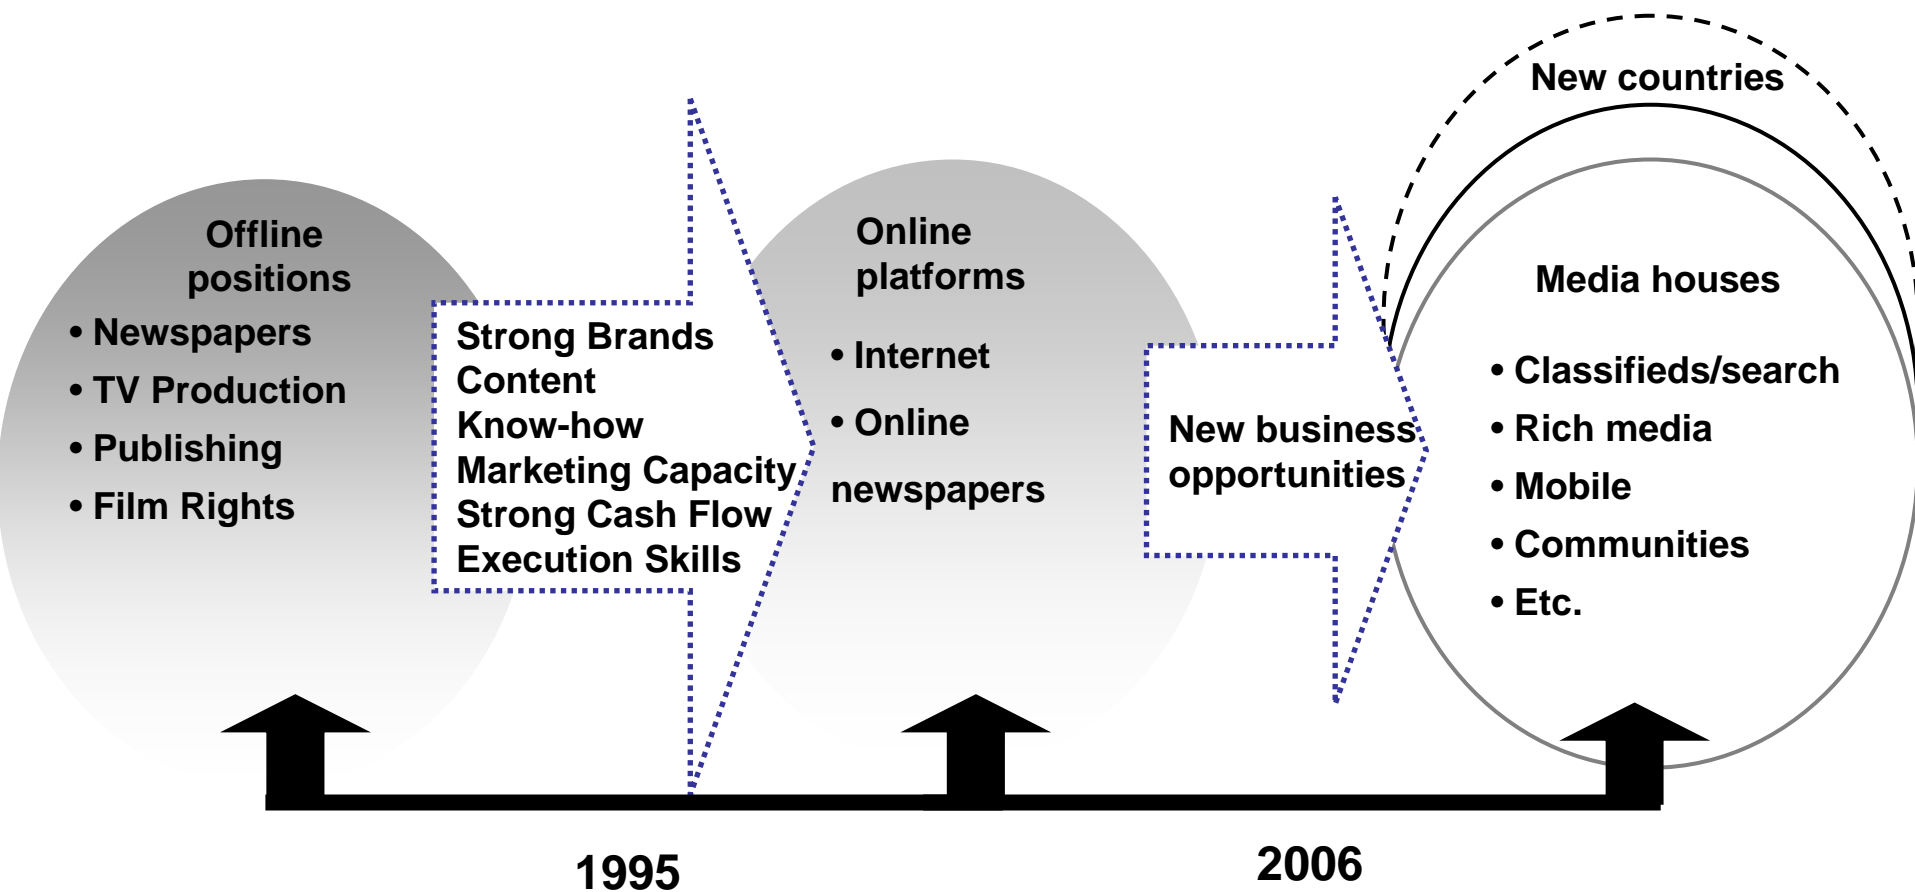 Offline
positions
• Newspapers
• TV Production
• Publishing
• Film Rights
Strong Brands
Content
Know-how
Marketing Capacity
Strong Cash Flow
Execution Skills
Online
platforms
• Internet
• Online
newspapers
New business
opportunities
New countries
Media houses
• Classifieds/search
• Rich media
• Mobile
• Communities
• Etc.
1995
2006